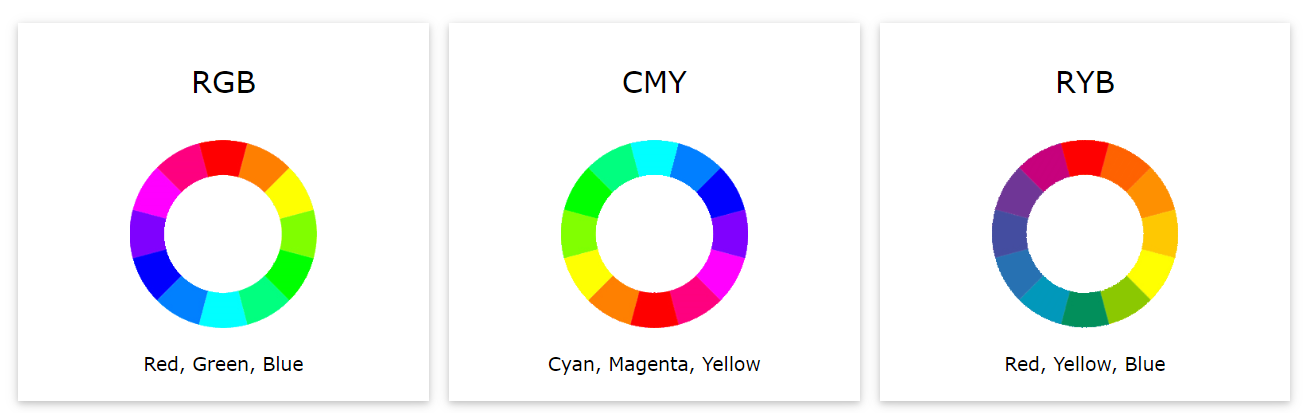 RGB
Red, Green, Blue
CMY
Cyan, Magenta, Yellow
RYB
Red, Yellow, Blue